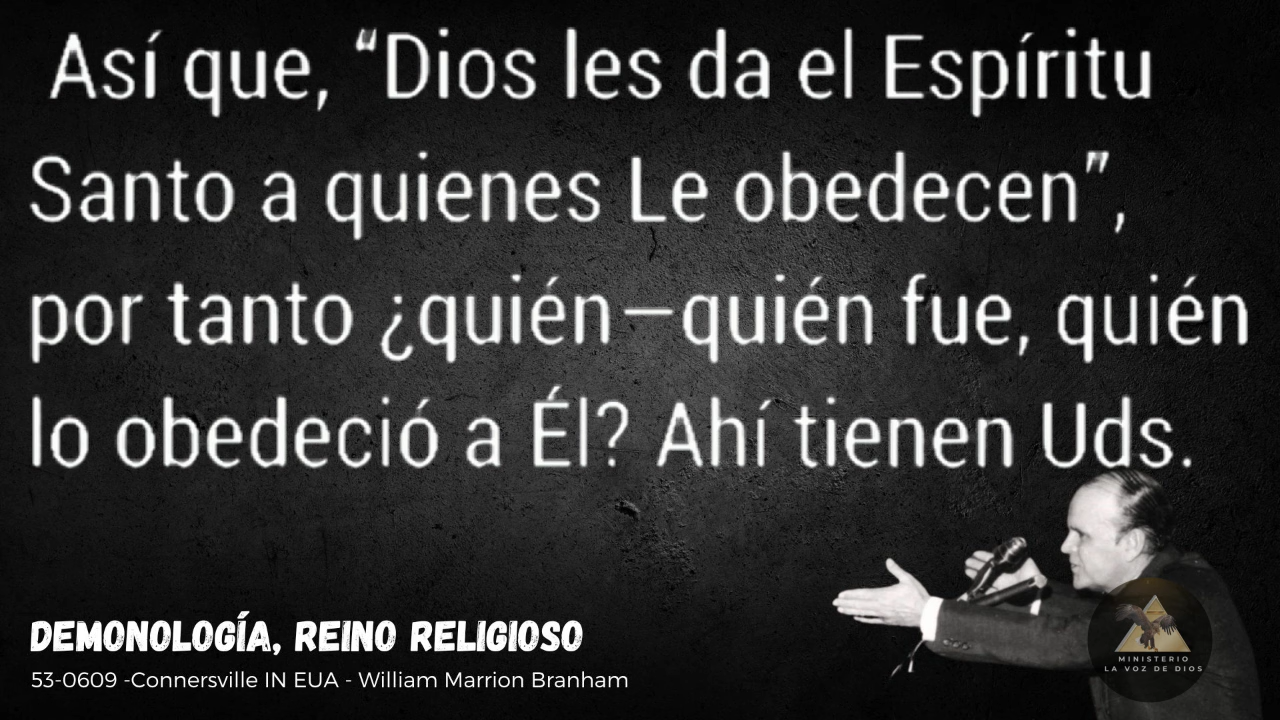 Así que, “Dios les da el Espíritu
Santo a quienes Le obedecen”,
por tanto ¿quién—quién fue, quién
lo obedeció a Él? Ahí tienen Uds.
DEMONOLOGÍA, REINO RELIGIOSO
53-0609 -Connersville IN EUA - William Marrion Branham
MINISTERIO
LA VOZ DE DIOS